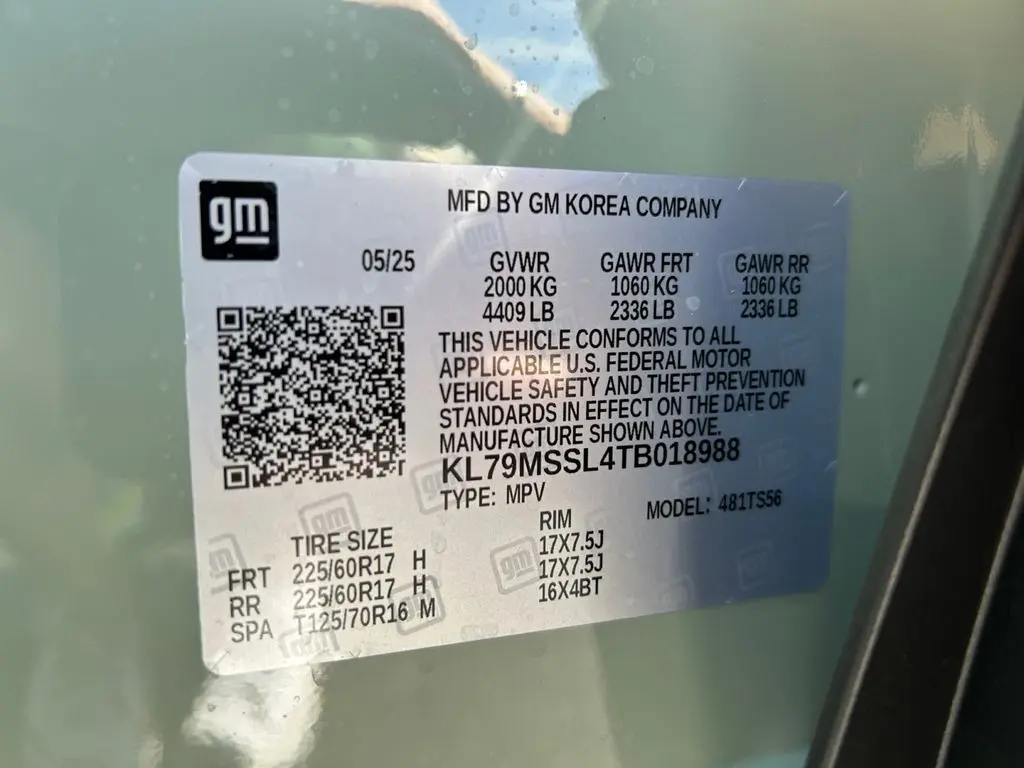 gm
MFD BY GM KOREA COMPANY
05/25
GVWR GAWR FRT GAWR RR
2000 KG 1060 KG 1060 KG
4409 LB 2336 LB 2336 LB
THIS VEHICLE CONFORMS TO ALL
APPLICABLE U.S. FEDERAL MOTOR
VEHICLE SAFETY AND THEFT PREVENTION
STANDARDS IN EFFECT ON THE DATE OF
MANUFACTURE SHOWN ABOVE.
KL79MSSL4TB018988
TYPE: MPV MODEL: 481TS56
TIRE SIZE RIM
FRT 225/60R17 H 17X7.5J
RR 225/60R17 H 17X7.5J
SPA T125/70R16 M 16X4BT